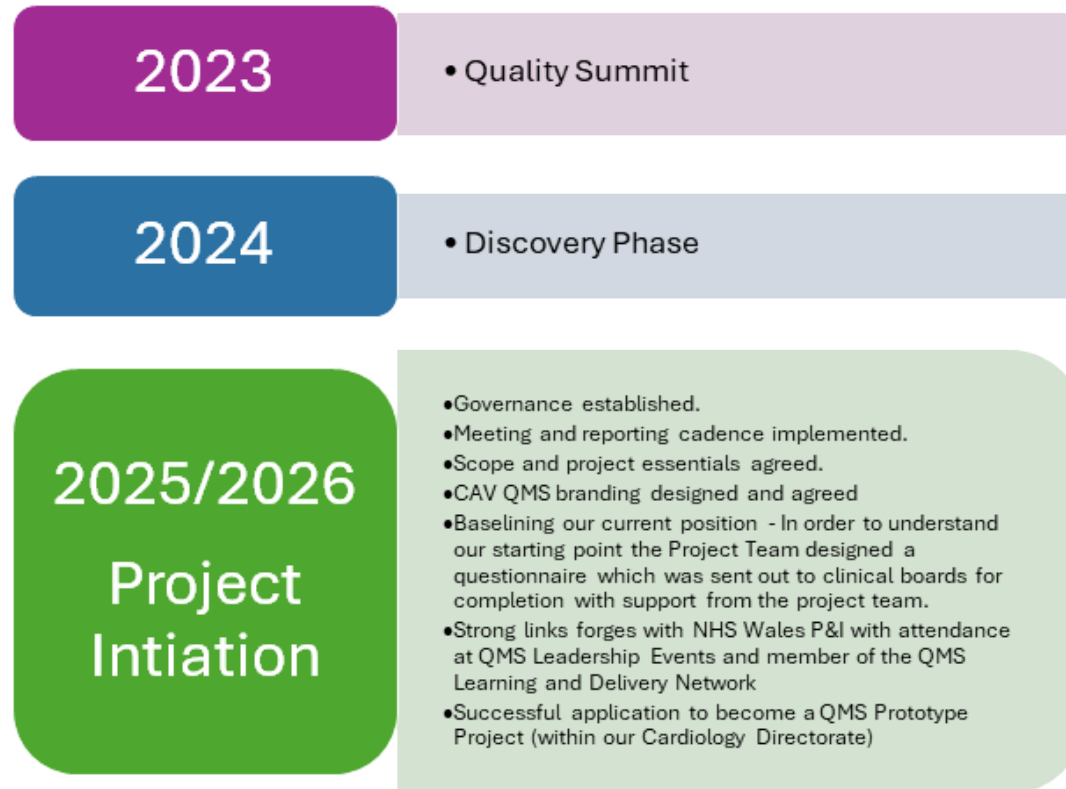 2023
• Quality Summit
2024
• Discovery Phase
2025/2026
Project
Intiation
•Governance established.
•Meeting and reporting cadence implemented.
•Scope and project essentials agreed.
•CAV QMS branding designed and agreed
•Baselining our current position - In order to understand
our starting point the Project Team designed a
questionnaire which was sent out to clinical boards for
completion with support from the project team.
•Strong links forges with NHS Wales P&I with attendance
at QMS Leadership Events and member of the QMS
Learning and Delivery Network
•Successful application to become a QMS Prototype
Project (within our Cardiology Directorate)